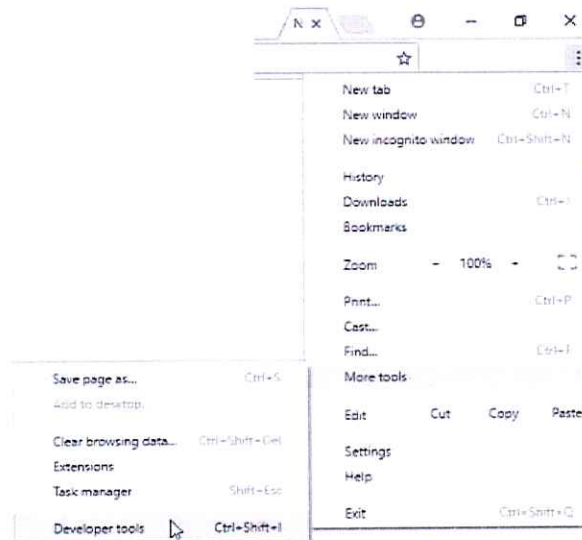 N ×
New tab Ctrl+T
New window Ctrl+N
New incognito window Ctrl+Shift+N
History
Downloads Ctrl+J
Bookmarks
Zoom - 100% -
Print... Ctrl+P
Cast...
Find... Ctrl+F
More tools
Edit Cut Copy Paste
Settings
Help
Exit Ctrl+Shift+Q
Save page as... Ctrl+S
Add to desktop...
Clear browsing data... Ctrl+Shift+Del
Extensions
Task manager Shift+Esc
Developer tools Ctrl+Shift+I